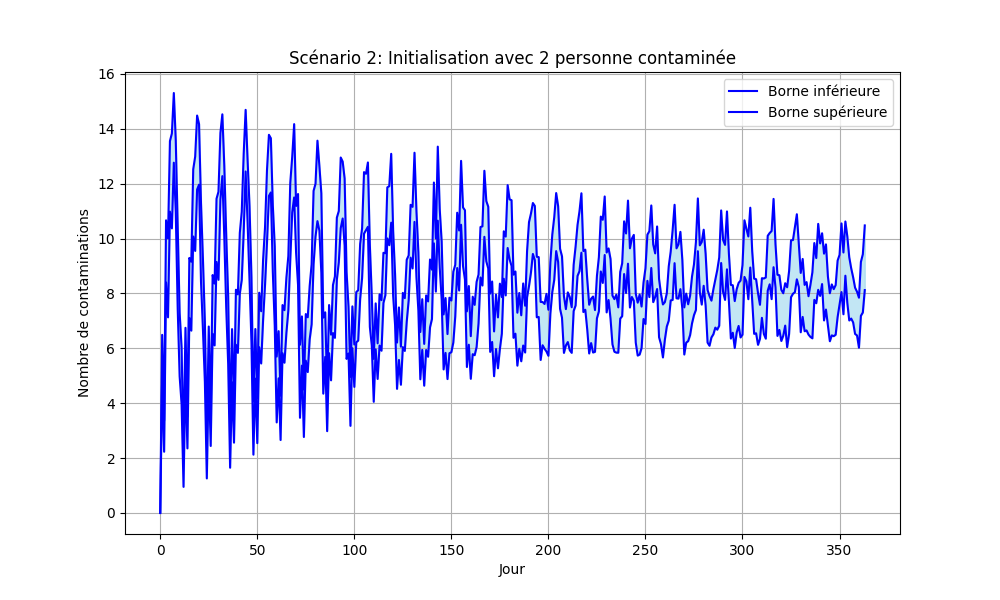 Scénario 2: Initialisation avec 2 personne contaminée
Borne inférieure
Borne supérieure
Nombre de contaminations
16
14
12
10
8
6
4
2
0
0 50 100 150 200 250 300 350
Jour